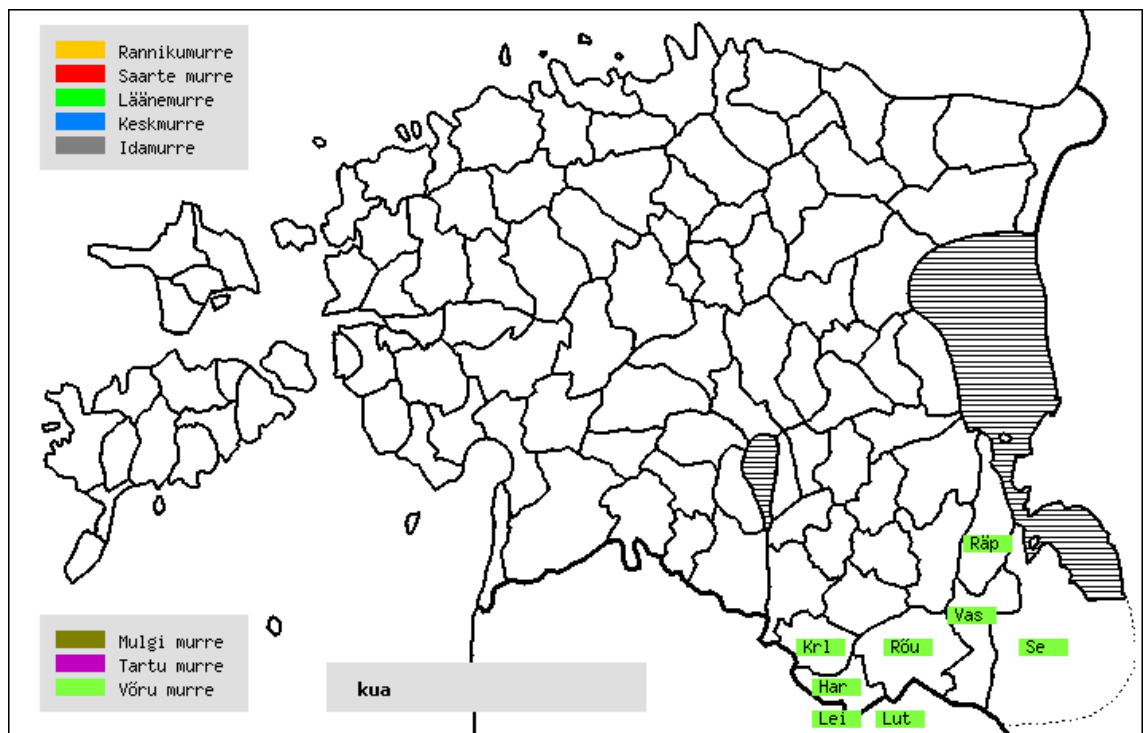 Rannikumurre
Saarte murre
Läänemurre
Keskmurre
Idamurre
Räp
Vas
Krl
Rõu
Se
Har
Lei
Lut
Mulgi murre
Tartu murre
Võru murre
kua